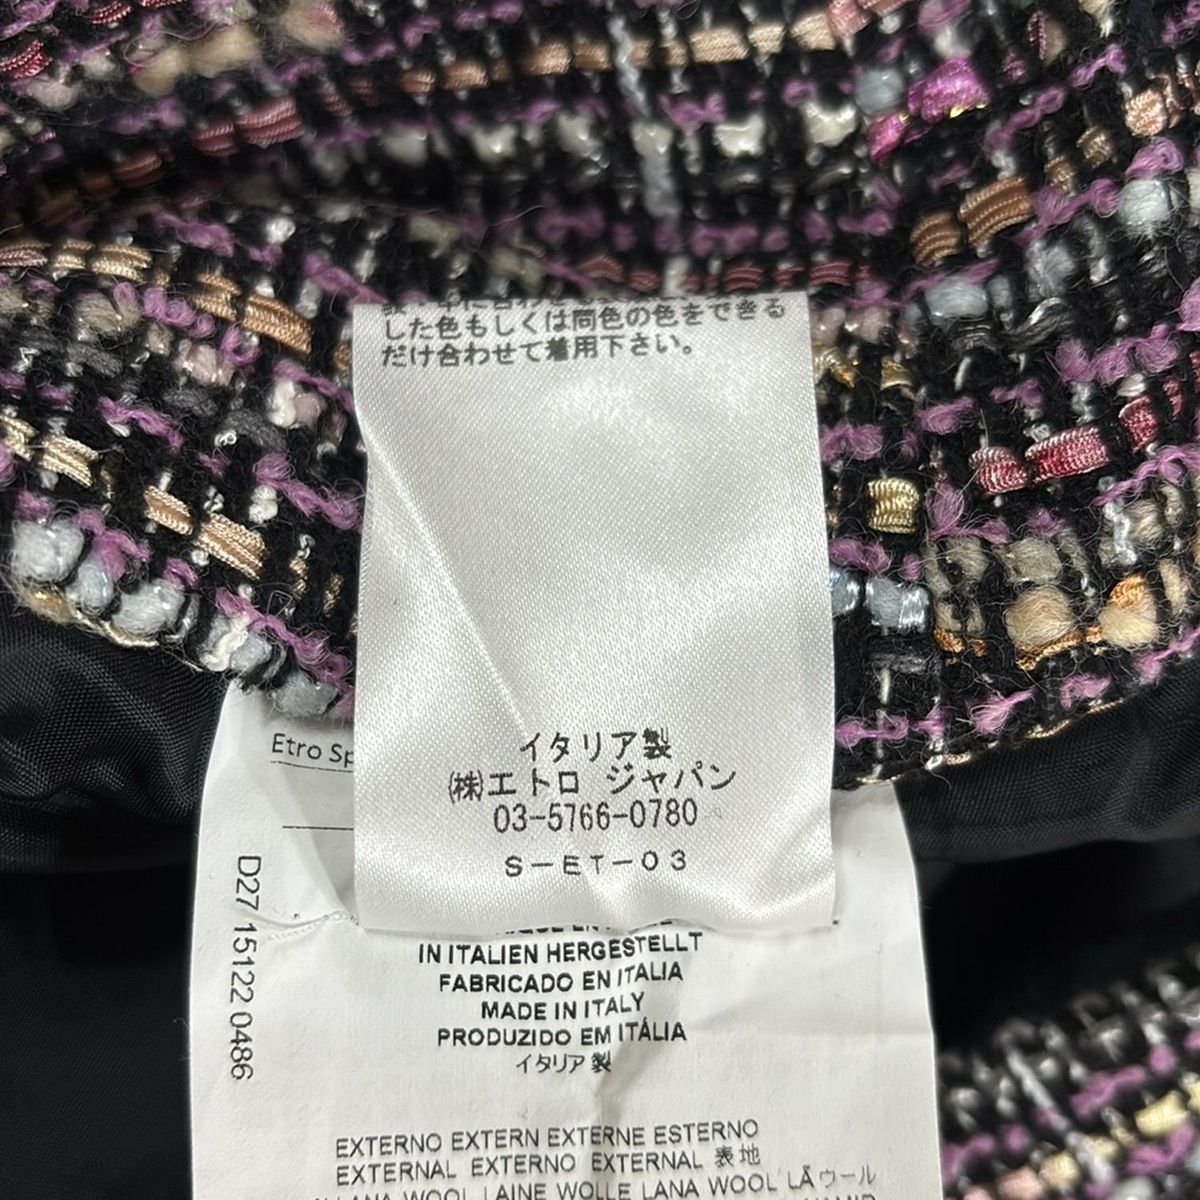 した色もしくは同色の色をできる
だけ合わせて着用下さい。
イタリア製
(株)エトロ ジャパン
03-5766-0780
S-ET-03
Etro
D27 15122 0486
IN ITALIEN HERGESTELLT
FABRICADO EN ITALIA
MADE IN ITALY
PRODUZIDO EM ITÁLIA
イタリア製
EXTERNO EXTERN EXTERNE ESTERNO
EXTERNAL EXTERNO EXTERNAL 表地
LANA WOOL LAINE WOLLE LANA WOOL LÃ ウール